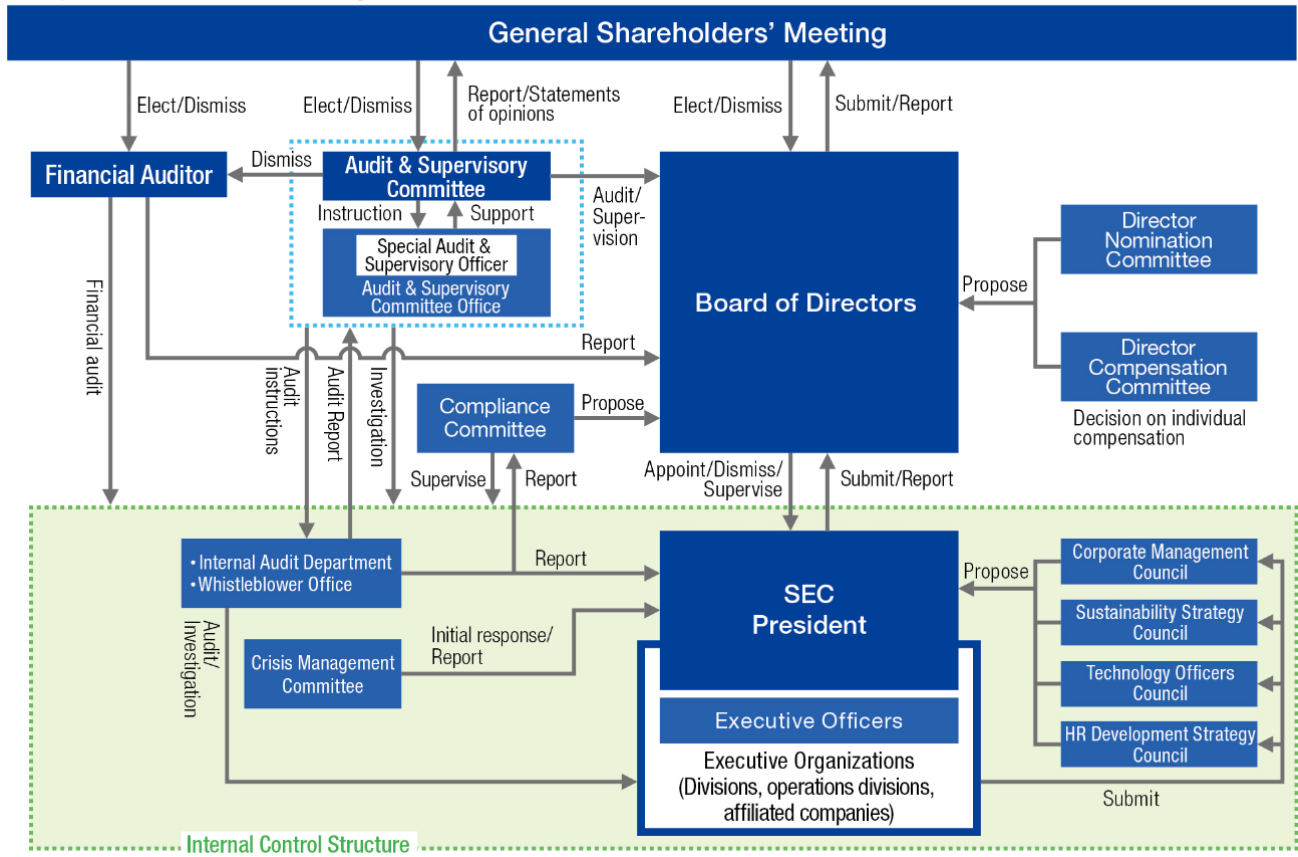 General Shareholders’ Meeting
Elect/Dismiss
Elect/Dismiss
Report/Statements
of opinions
Elect/Dismiss
Submit/Report
Financial Auditor
Dismiss
Audit & Supervisory
Committee
Instruction
Support
Special Audit &
Supervisory Officer
Audit & Supervisory
Committee Office
Audit/
Super-
vision
Board of Directors
Propose
Director
Nomination
Committee
Director
Compensation
Committee
Decision on individual
compensation
Financial audit
Report
Audit
instructions
Audit Report
Investigation
Compliance
Committee
Propose
Supervise
Report
Appoint/Dismiss/
Supervise
Submit/Report
• Internal Audit Department
• Whistleblower Office
Report
SEC
President
Propose
Corporate Management
Council
Sustainability Strategy
Council
Technology Officers
Council
HR Development Strategy
Council
Audit/
Investigation
Crisis Management
Committee
Initial response/
Report
Executive Officers
Executive Organizations
(Divisions, operations divisions,
affiliated companies)
Submit
Internal Control Structure